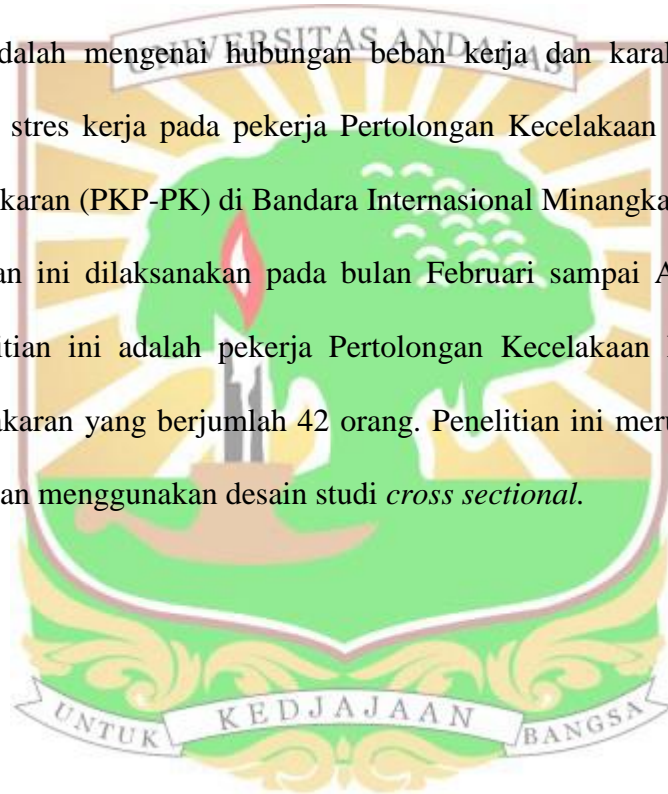 UNIVERSITAS ANDALAS
dalah mengenai hubungan beban kerja dan karak
stres kerja pada pekerja Pertolongan Kecelakaan
karan (PKP-PK) di Bandara Internasional Minangka
an ini dilaksanakan pada bulan Februari sampai A
itian ini adalah pekerja Pertolongan Kecelakaan
akaran yang berjumlah 42 orang. Penelitian ini meru
an menggunakan desain studi cross sectional.
UNTUK KEDJAJAAN BANGSA